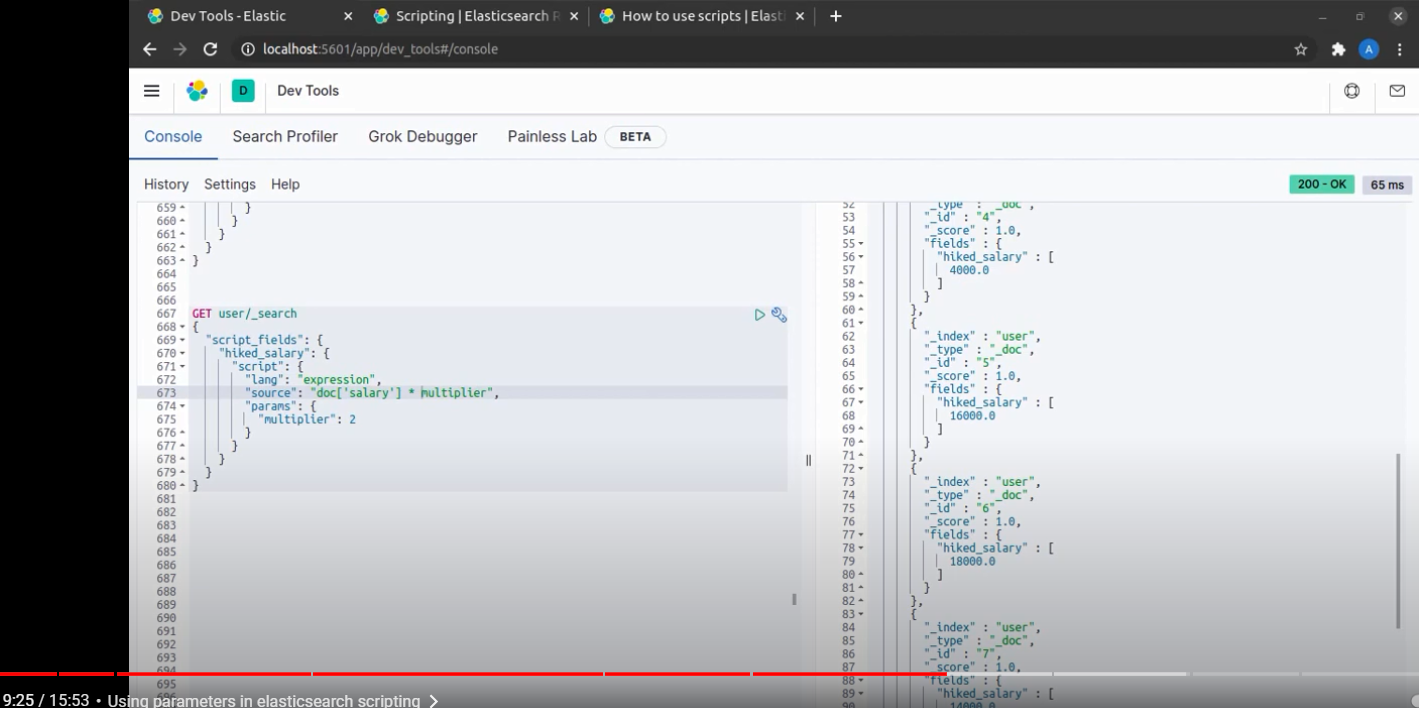 Dev Tools - Elastic
Scripting | Elasticsearch R
How to use scripts | Elasti
localhost:5601/app/dev_tools#/console
A
D
Dev Tools
Console
Search Profiler
Grok Debugger
Painless Lab
BETA
History
Settings
Help
200 - OK
65 ms
659 }
660 }
661 }
662 }
663 }
664
665
666
667 GET user/_search
668 {
669 "script_fields": {
670 "hiked_salary": {
671 "script": {
672 "lang": "expression",
673 "source": "doc['salary'] * multiplier",
674 "params": {
675 "multiplier": 2
676 }
677 }
678 }
679 }
680 }
681
682
683
684
685
686
687
688
689
690
691
692
693
694
695
52 "_type" : "_doc",
53 "_id" : "4",
54 "_score" : 1.0,
55 "fields" : {
56 "hiked_salary" : [
57 4000.0
58 ]
59 }
60 },
61 {
62 "_index" : "user",
63 "_type" : "_doc",
64 "_id" : "5",
65 "_score" : 1.0,
66 "fields" : {
67 "hiked_salary" : [
68 16000.0
69 ]
70 }
71 },
72 {
73 "_index" : "user",
74 "_type" : "_doc",
75 "_id" : "6",
76 "_score" : 1.0,
77 "fields" : {
78 "hiked_salary" : [
79 18000.0
80 ]
81 }
82 },
83 {
84 "_index" : "user",
85 "_type" : "_doc",
86 "_id" : "7",
87 "_score" : 1.0,
88 "fields" : {
89 "hiked_salary" : [
90 14000.0
9:25 / 15:53 • Using parameters in elasticsearch scripting